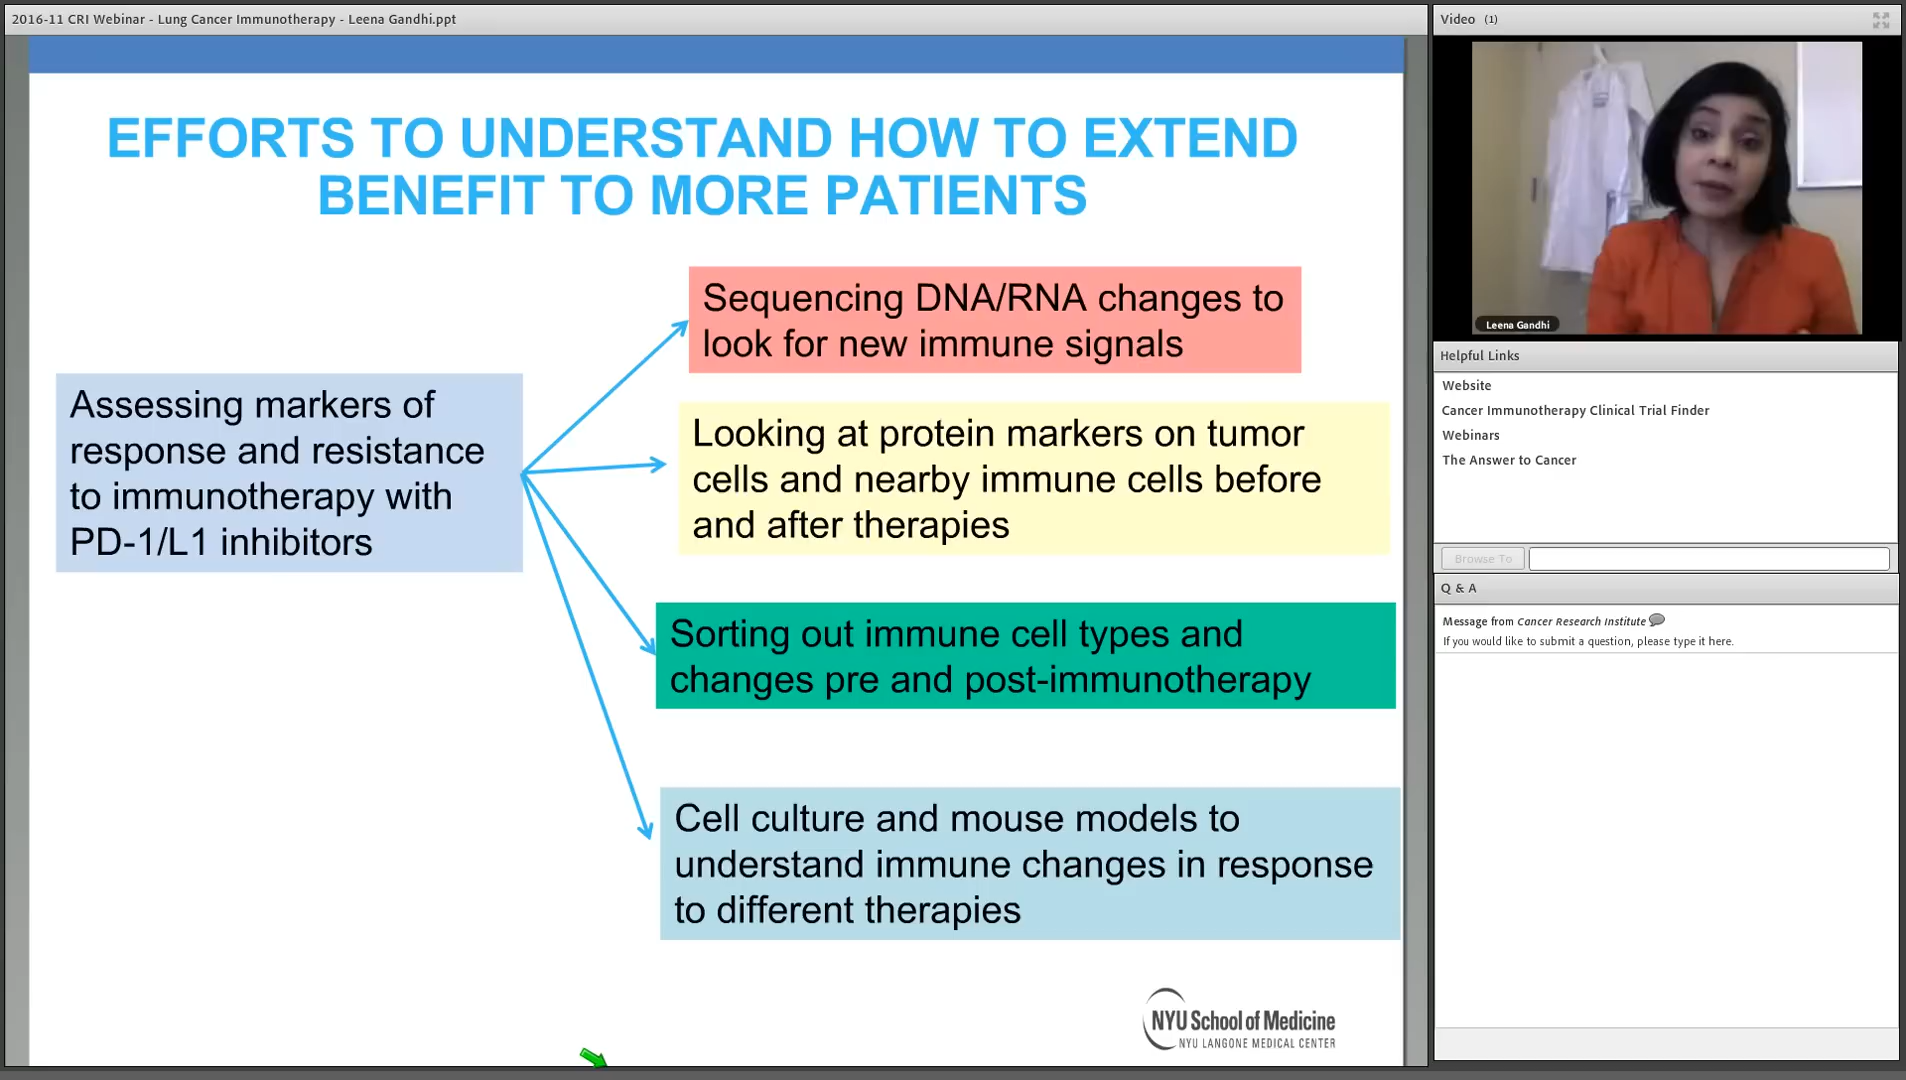 2016-11 CRI Webinar - Lung Cancer Immunotherapy - Leena Gandhi.ppt
EFFORTS TO UNDERSTAND HOW TO EXTEND
BENEFIT TO MORE PATIENTS
Assessing markers of
response and resistance
to immunotherapy with
PD-1/L1 inhibitors
Sequencing DNA/RNA changes to
look for new immune signals
Looking at protein markers on tumor
cells and nearby immune cells before
and after therapies
Sorting out immune cell types and
changes pre and post-immunotherapy
Cell culture and mouse models to
understand immune changes in response
to different therapies
NYU School of Medicine
NYU LANGONE MEDICAL CENTER
Video (1)
Leena Gandhi
Helpful Links
Website
Cancer Immunotherapy Clinical Trial Finder
Webinars
The Answer to Cancer
Browse To
Q & A
Message from Cancer Research Institute
If you would like to submit a question, please type it here.